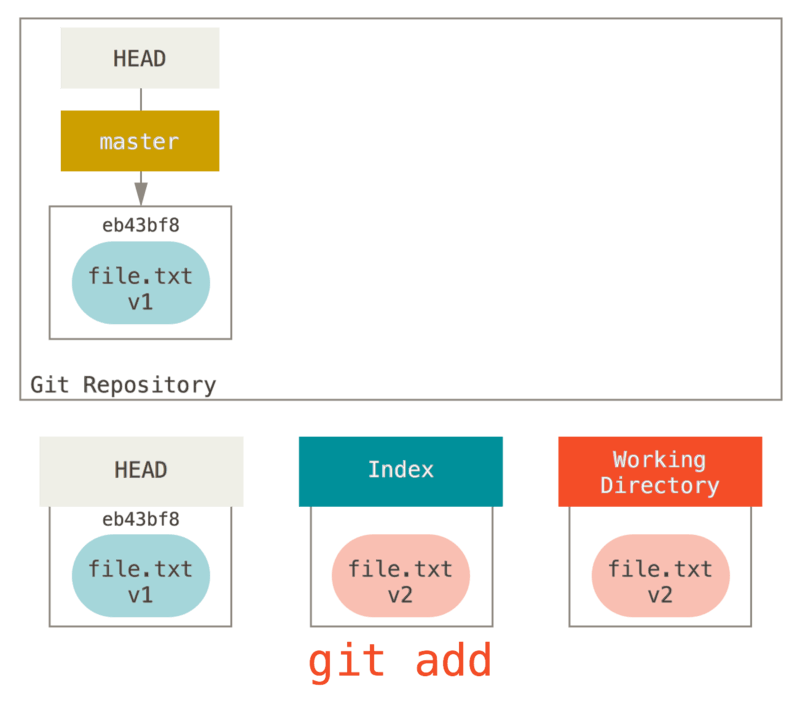 HEAD
master
eb43bf8
file.txt
v1
Git Repository
HEAD
Index
Working
Directory
eb43bf8
file.txt
v1
file.txt
v2
file.txt
v2
git add